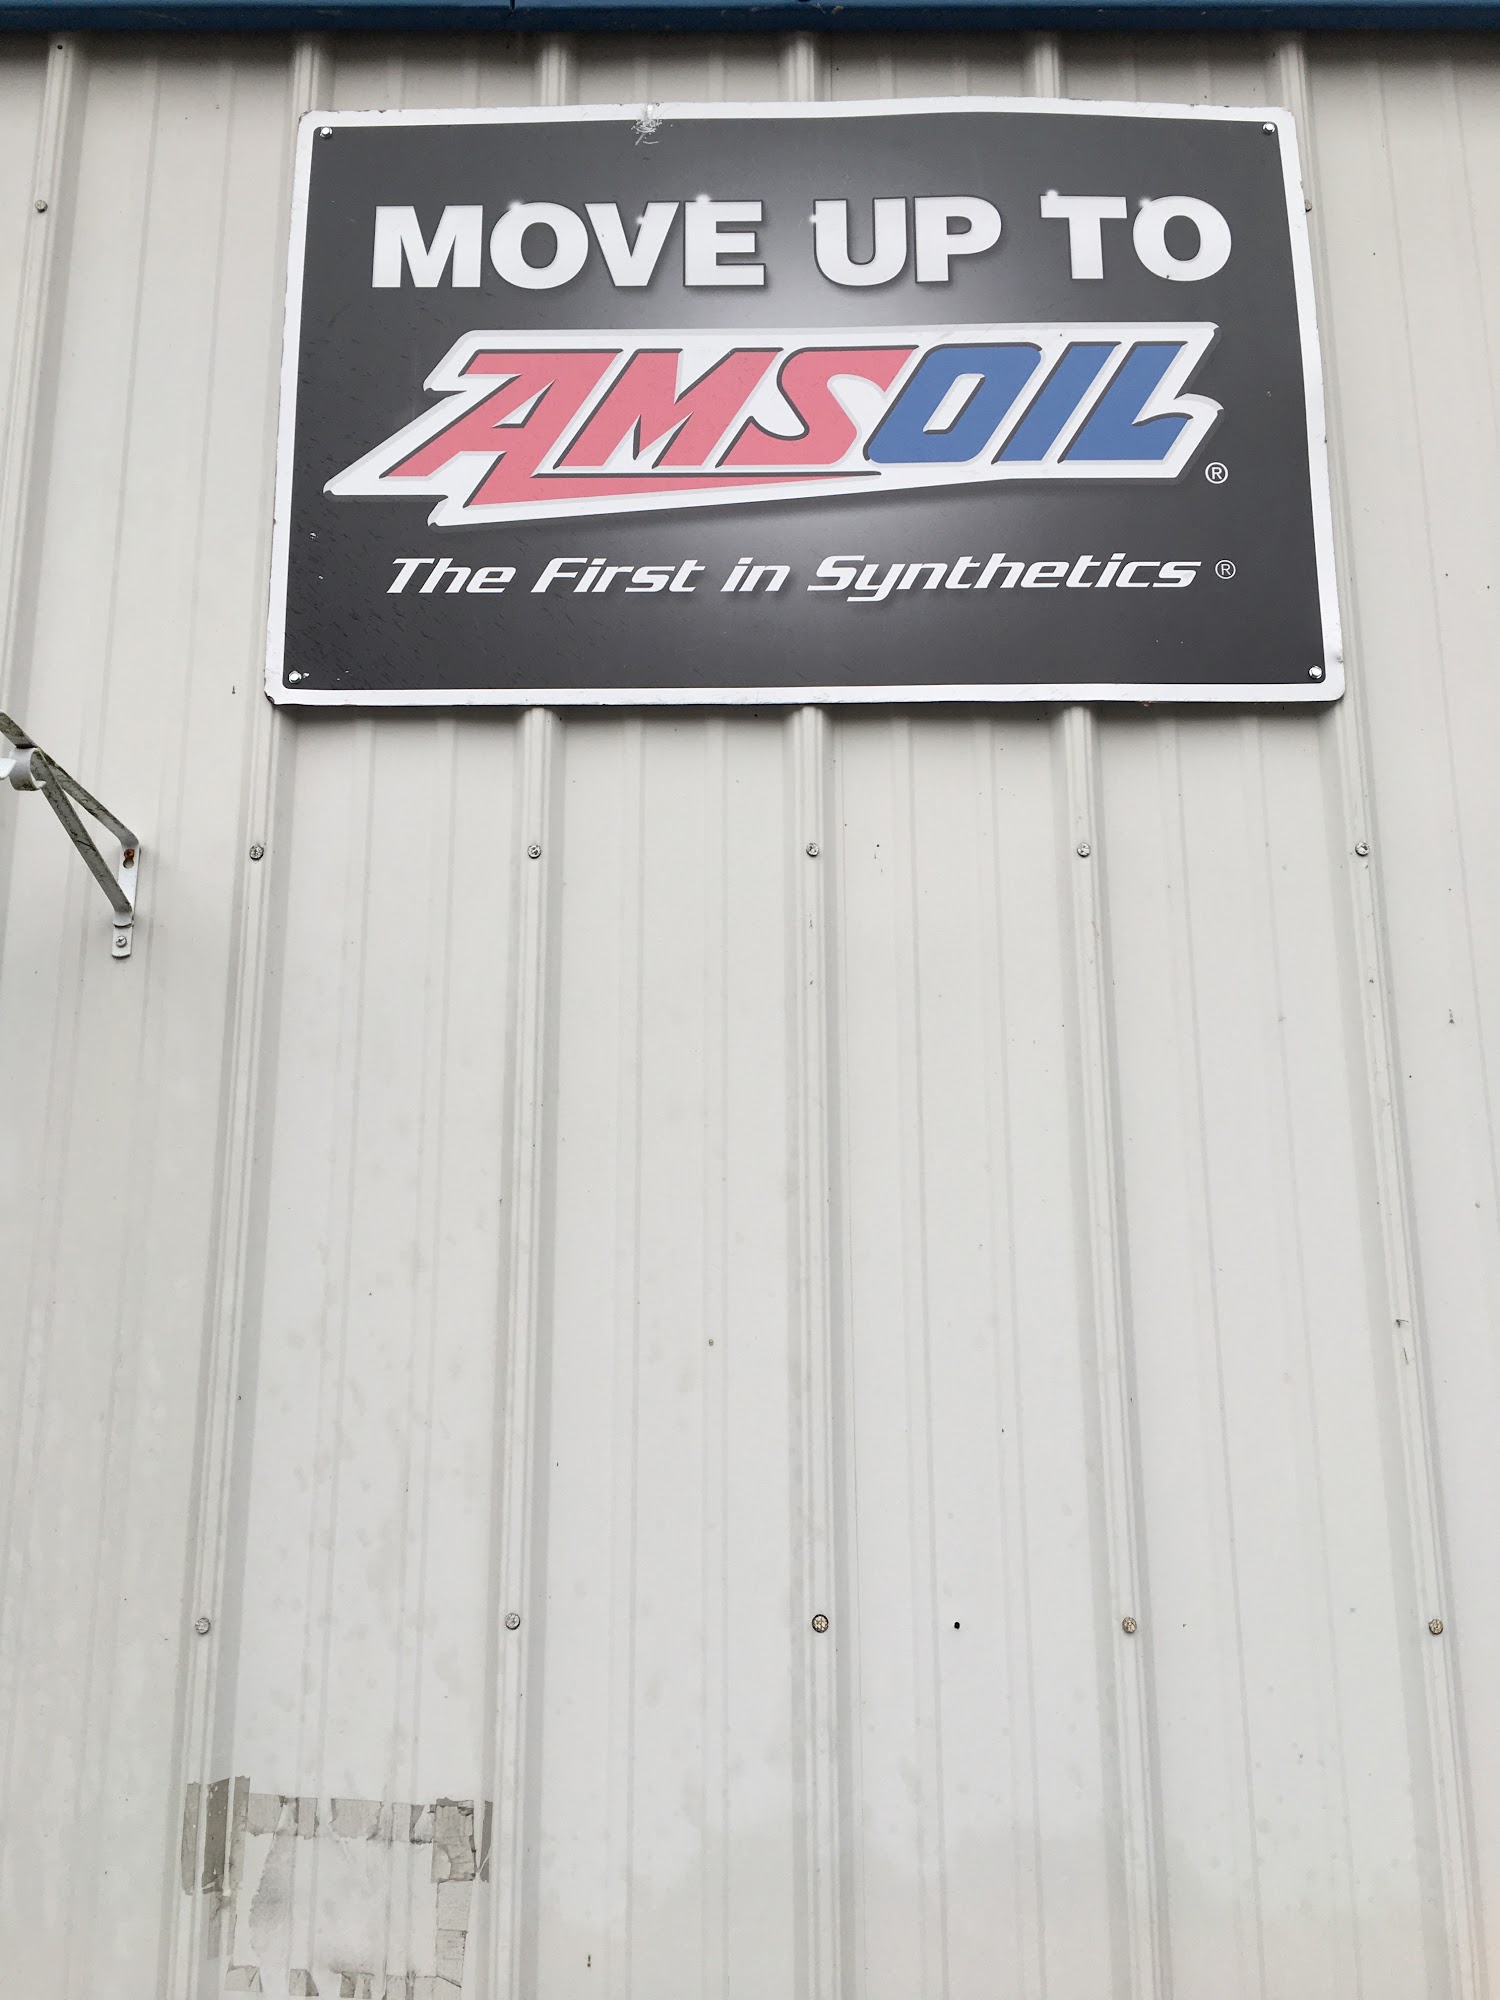 MOVE UP TO
AMSOIL®
The First in Synthetics®